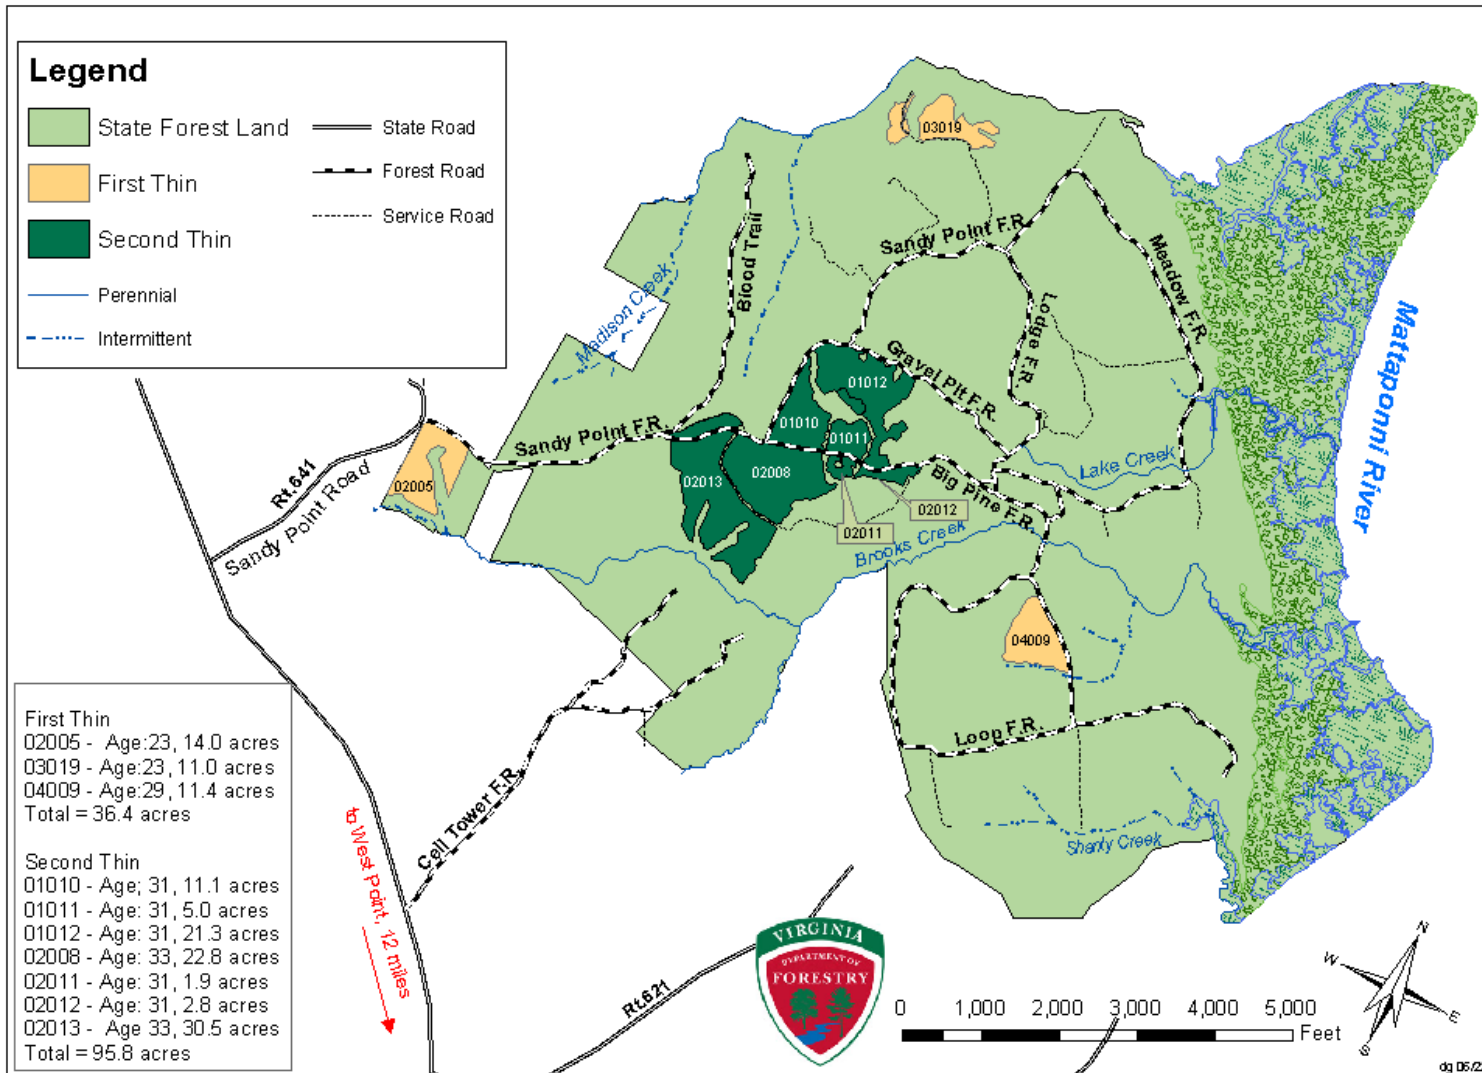 Legend
State Forest Land
First Thin
Second Thin
Perennial
Intermittent
State Road
Forest Road
Service Road
03019
Sandy Point F.R.
Blood Trail
Madison Creek
Meadow F.R.
Lodge F.R.
Mattaponni River
Gravel Pit F.R.
01012
01010
01011
Sandy Point F.R.
Rt.641
Sandy Point Road
02005
02013
02008
Big Pine F.R.
Lake Creek
02012
02011
Brooks Creek
04009
Loop F.R.
Cell Tower F.R.
Shanty Creek
to West Point, 12 miles
Rt.621
First Thin
02005 - Age:23, 14.0 acres
03019 - Age:23, 11.0 acres
04009 - Age:29, 11.4 acres
Total = 36.4 acres
Second Thin
01010 - Age; 31, 11.1 acres
01011 - Age: 31, 5.0 acres
01012 - Age: 31, 21.3 acres
02008 - Age: 33, 22.8 acres
02011 - Age: 31, 1.9 acres
02012 - Age: 31, 2.8 acres
02013 - Age 33, 30.5 acres
Total = 95.8 acres
VIRGINIA
DEPARTMENT OF
FORESTRY
0 1,000 2,000 3,000 4,000 5,000
Feet
N
W
E
S